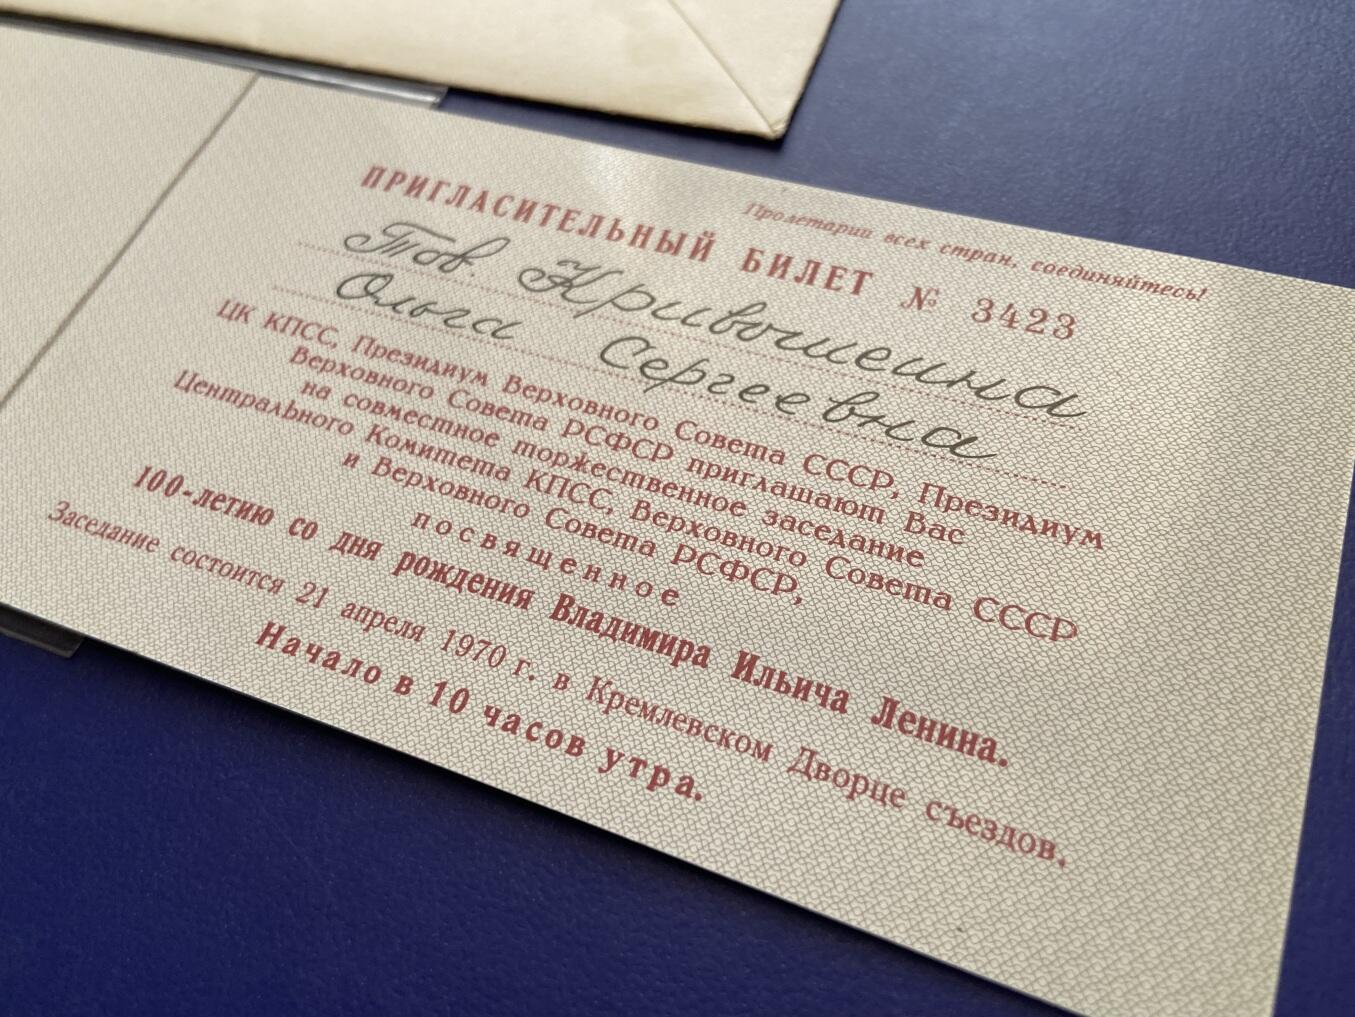 Пролетарии всех стран, соединяйтесь!
ПРИГЛАСИТЕЛЬНЫЙ БИЛЕТ № 3423
Тов. Кривошеина
Ольга Сергеевна
ЦК КПСС, Президиум Верховного Совета СССР, Президиум
Верховного Совета РСФСР приглашают Вас
на совместное торжественное заседание
Центрального Комитета КПСС, Верховного Совета СССР
и Верховного Совета РСФСР,
посвященное
100-летию со дня рождения Владимира Ильича Ленина.
Заседание состоится 21 апреля 1970 г. в Кремлевском Дворце съездов.
Начало в 10 часов утра.